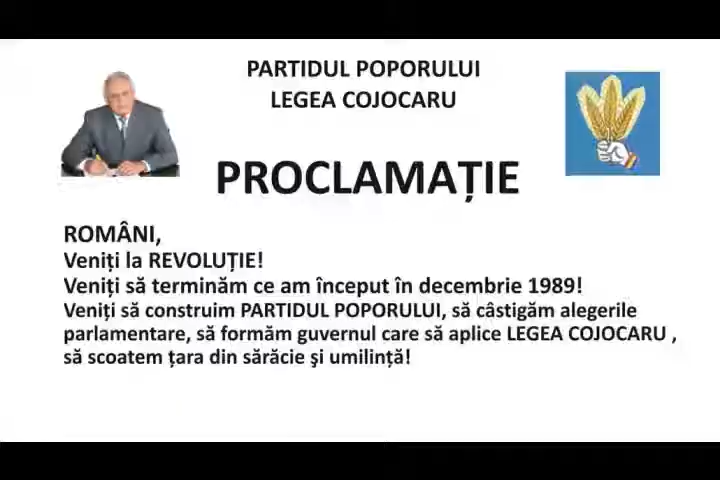 PARTIDUL POPORULUI
LEGEA COJOCARU
PROCLAMAȚIE
ROMÂNI,
Veniți la REVOLUȚIE!
Veniți să terminăm ce am început în decembrie 1989!
Veniți să construim PARTIDUL POPORULUI, să câstigăm alegerile
parlamentare, să formăm guvernul care să aplice LEGEA COJOCARU ,
să scoatem țara din sărăcie şi umilință!